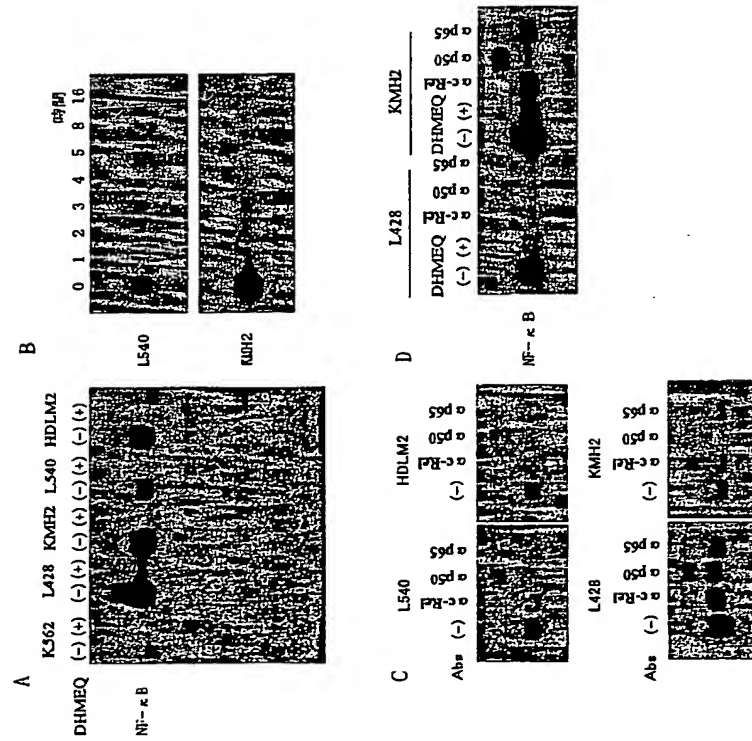 A
K562 L428 KMH2 L540 HDLM2
DHMEQ (-) (+) (-) (+) (-) (+) (-) (+) (-) (+)
NF-κB
B
0 1 2 3 4 5 8 16 時間
L540
KMH2
C
L540 HDLM2
Abs (-) α c-Rel α p50 α p65 (-) α c-Rel α p50 α p65
L428 KMH2
Abs (-) α c-Rel α p50 α p65 (-) α c-Rel α p50 α p65
D
L428 KMH2
DHMEQ (-) (+) α c-Rel α p50 α p65 DHMEQ (-) (+) α c-Rel α p50 α p65
NF-κB